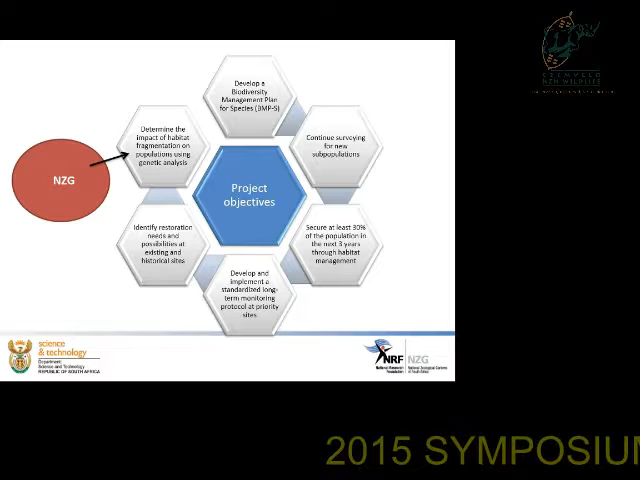 Develop a
Biodiversity
Management Plan
for Species (BMP-S)
Determine the
impact of habitat
fragmentation on
populations using
genetic analysis
Continue surveying
for new
subpopulations
NZG
Project
objectives
Identify restoration
needs and
possibilities at
existing and
historical sites
Secure at least 30%
of the population in
the next 3 years
through habitat
management
Develop and
implement a
standardized long-
term monitoring
protocol at priority
sites
science
& technology
Department:
Science and Technology
REPUBLIC OF SOUTH AFRICA
NRF NZG
National Research
Foundation
National Zoological Gardens
of South Africa
2015 SYMPOSIUM